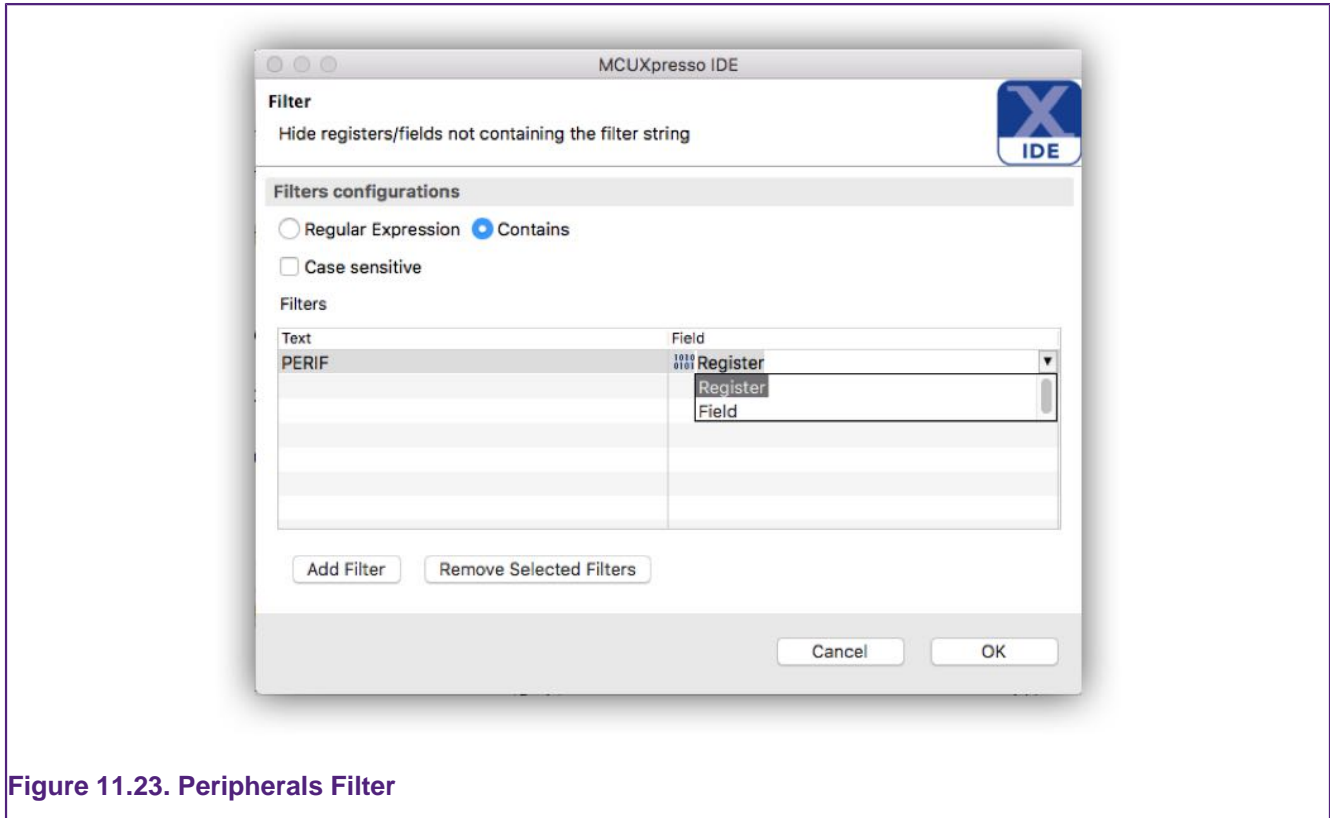 MCUXpresso IDE
Filter
Hide registers/fields not containing the filter string
X
IDE
Filters configurations
Regular Expression Contains
Case sensitive
Filters
Text Field
PERIF 1010 0101 Register
Register
Field
Add Filter Remove Selected Filters
Cancel OK
Figure 11.23. Peripherals Filter